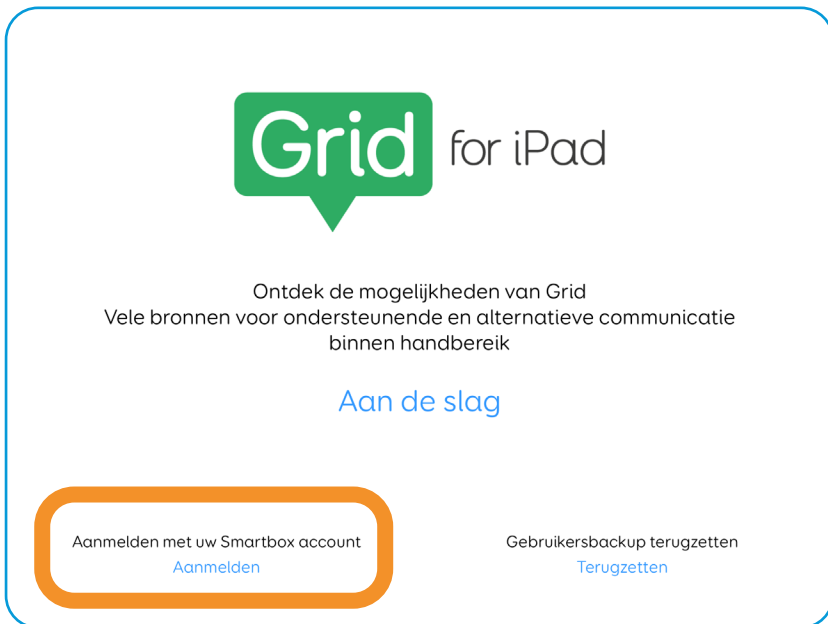 Grid for iPad
Ontdek de mogelijkheden van Grid
Vele bronnen voor ondersteunende en alternatieve communicatie
binnen handbereik
Aan de slag
Aanmelden met uw Smartbox account
Aanmelden
Gebruikersbackup terugzetten
Terugzetten